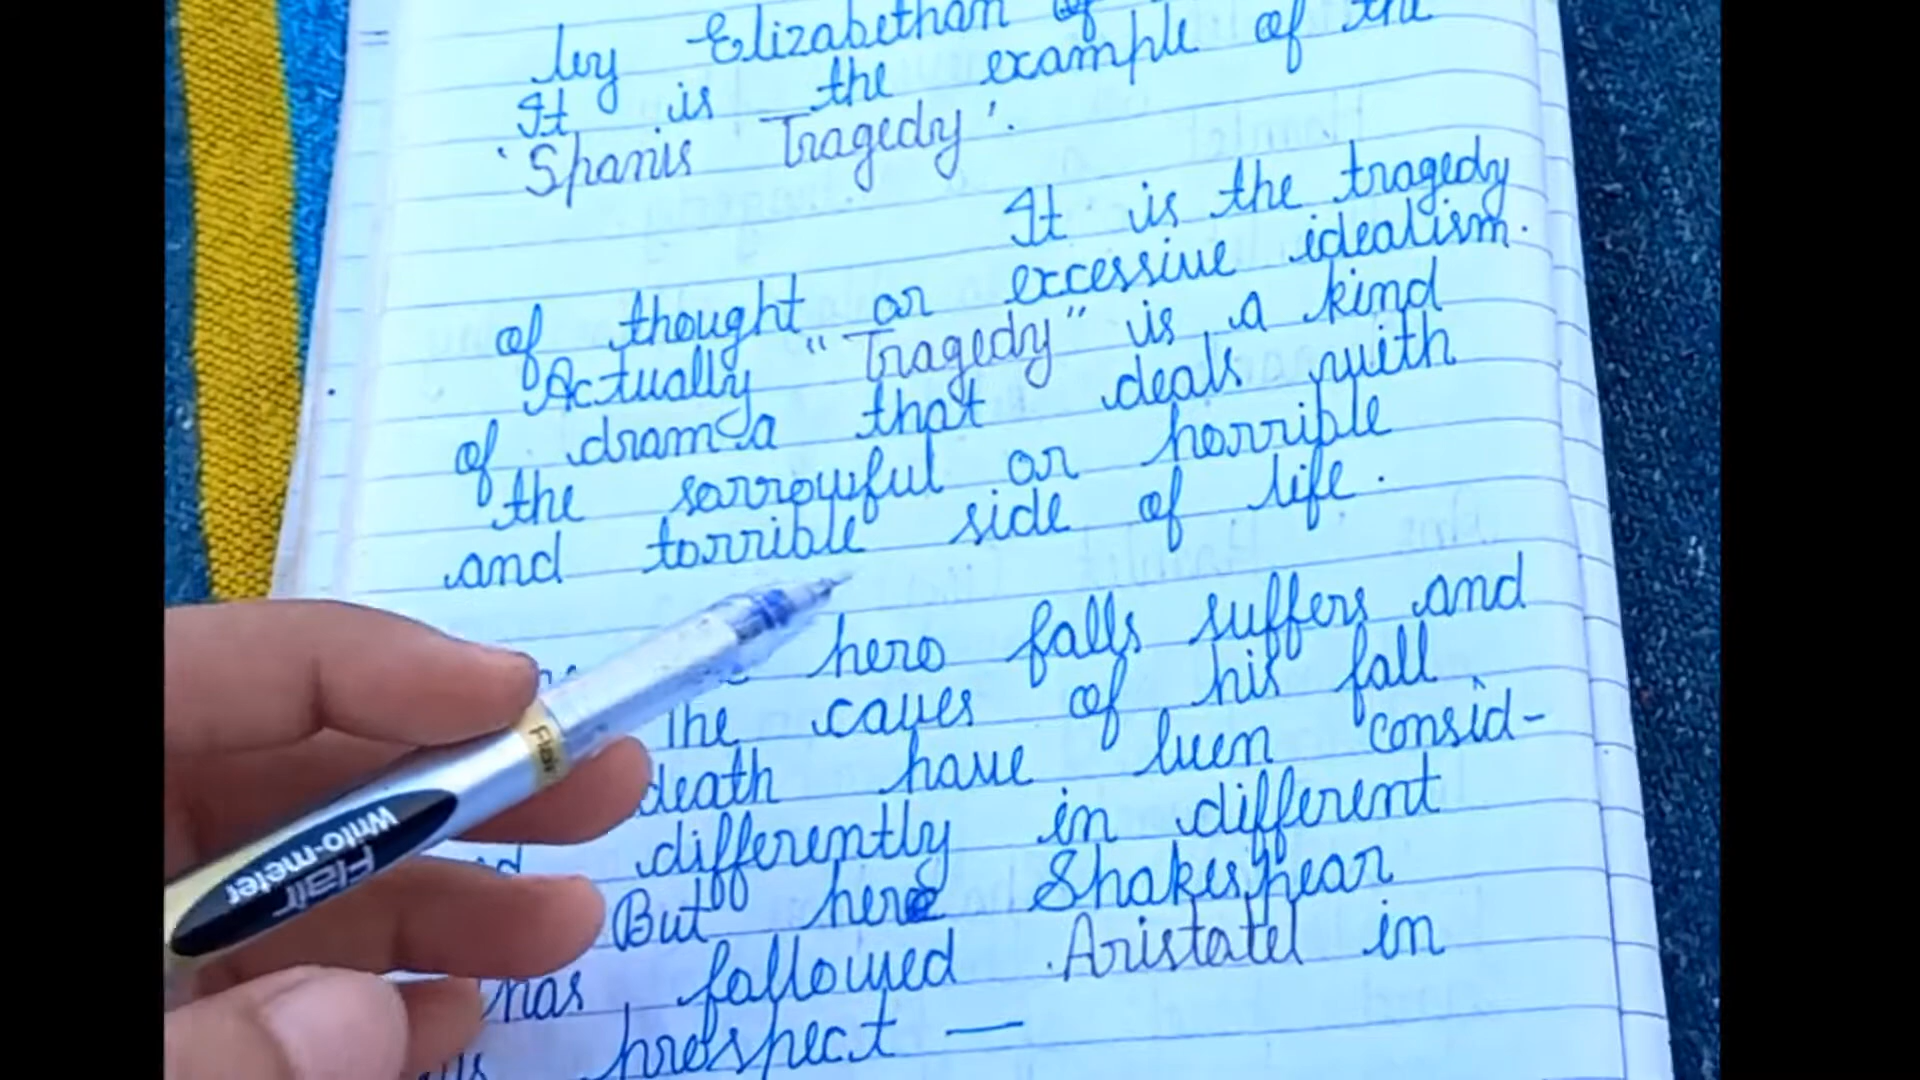 by Elizabethan of
It is the example of the
'Spanis Tragedy'.
It is the tragedy
of thought or excessive idealism.
Actually "Tragedy" is a kind
of drama that deals with
the sorrowful or horrible
and torrible side of life.
hero falls suffers and
The caues of his fall
death have been consid-
differently in different
But here Shakespear
has followed Aristatel in
prospect —
Flair
Flair
Writo-meter